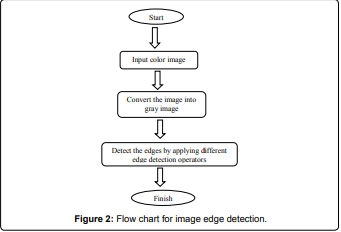 Start
Input color image
Convert the image into
gray image
Detect the edges by applying different
edge detection operators
Finish
Figure 2: Flow chart for image edge detection.